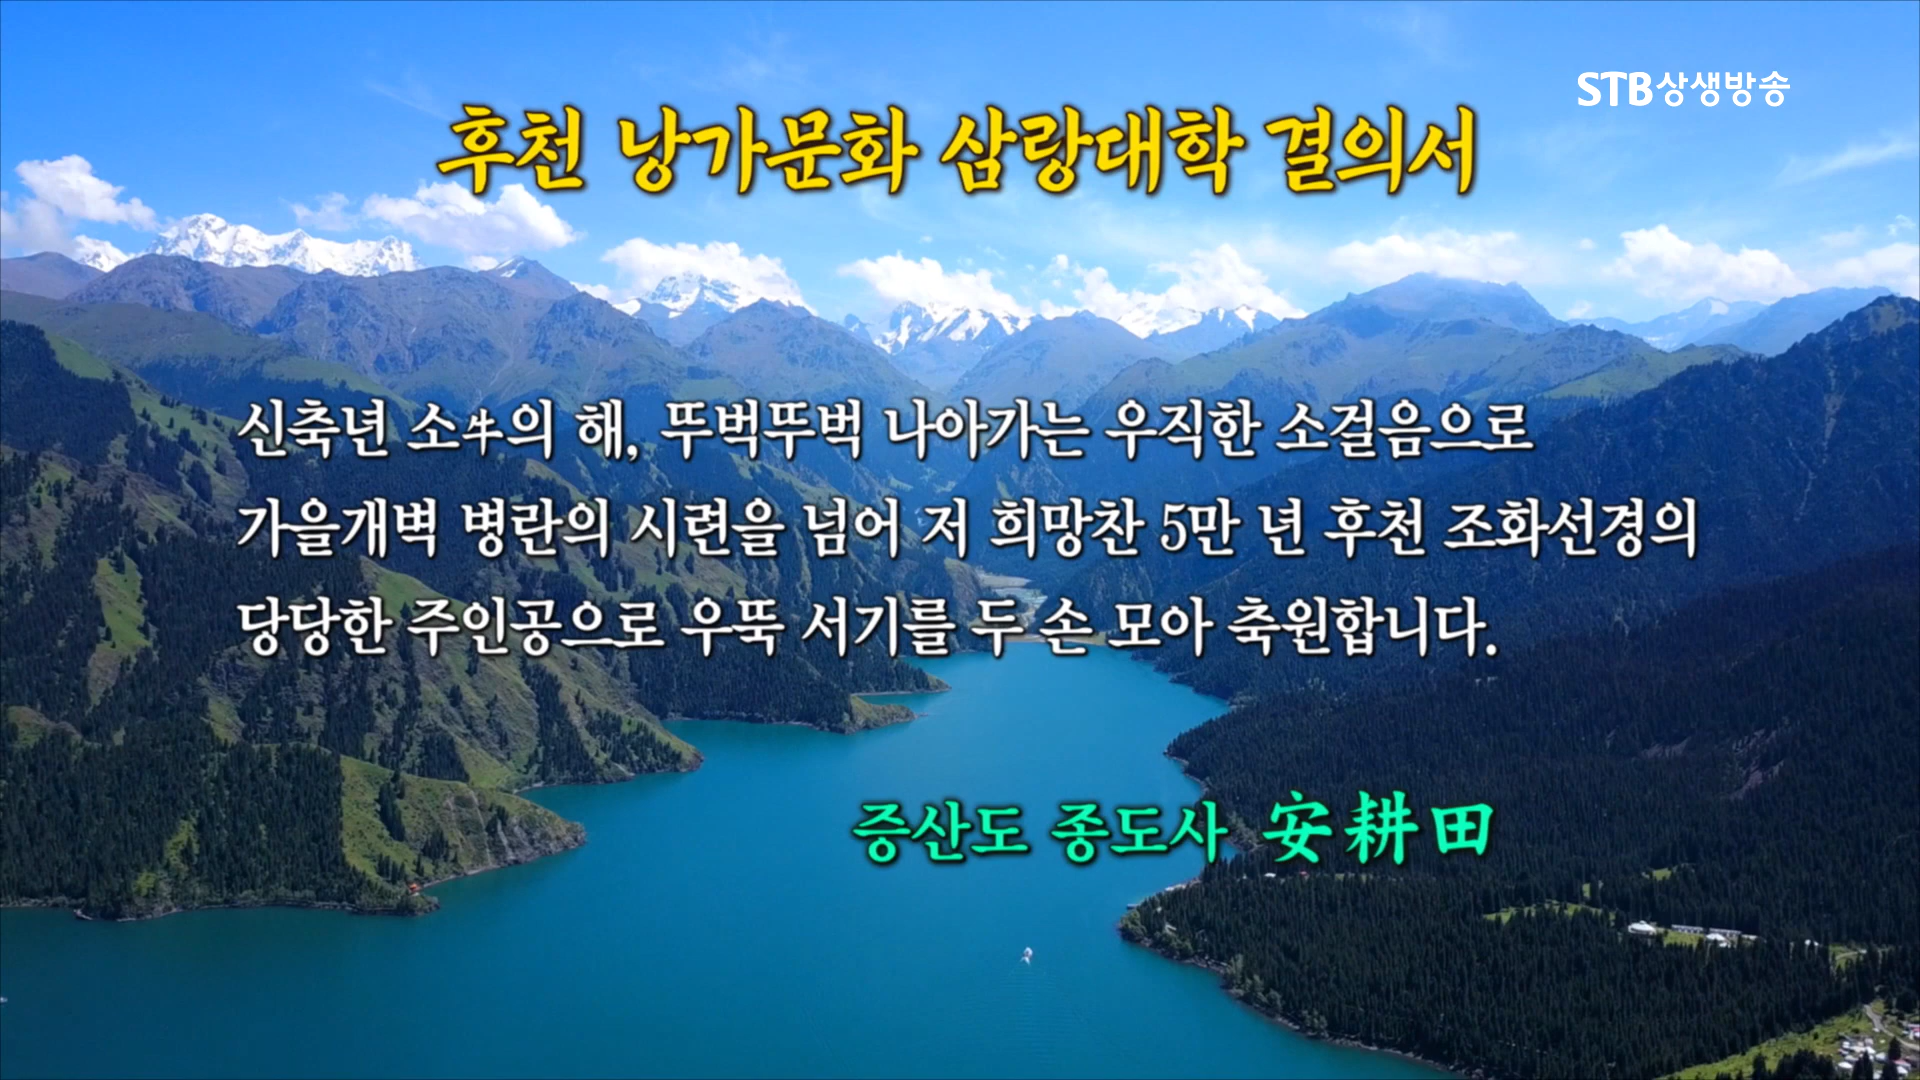 STB상생방송
후천 낭가문화 삼랑대학 결의서
신축년 소牛의 해, 뚜벅뚜벅 나아가는 우직한 소걸음으로
가을개벽 병란의 시련을 넘어 저 희망찬 5만 년 후천 조화선경의
당당한 주인공으로 우뚝 서기를 두 손 모아 축원합니다.
증산도 종도사 安耕田